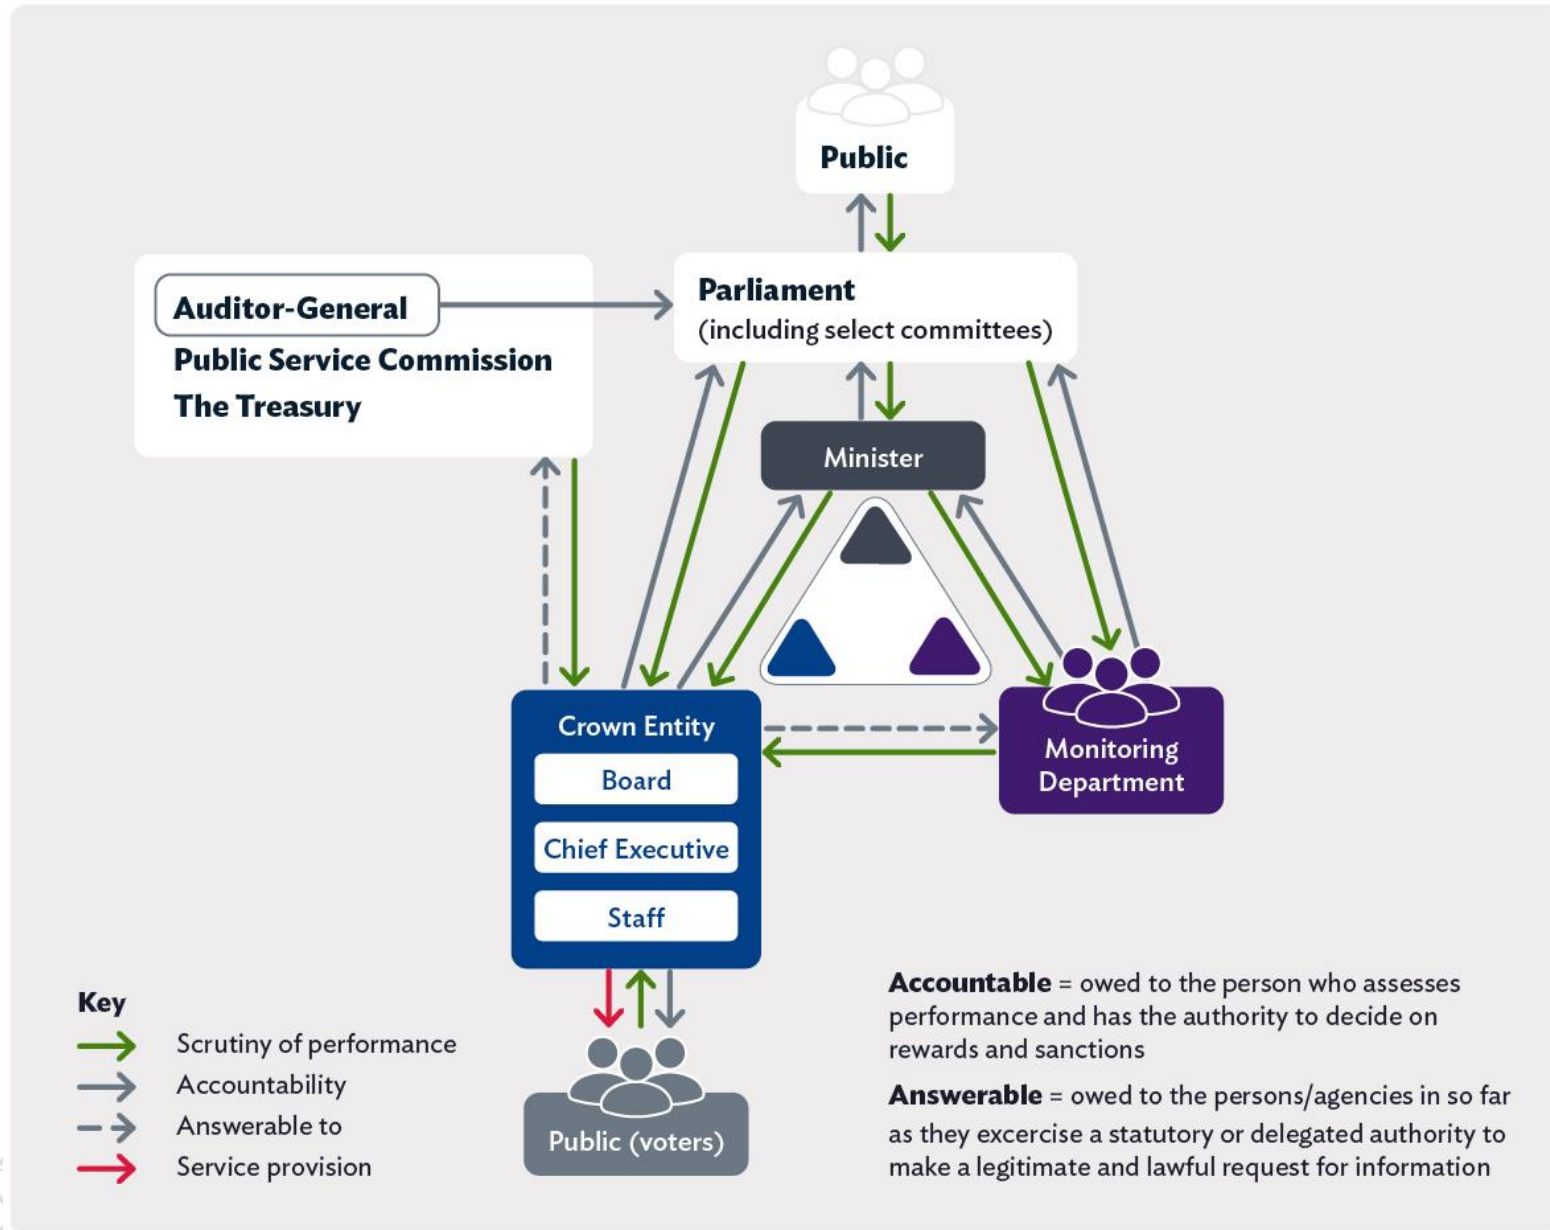 Public
Auditor-General
Public Service Commission
The Treasury
Parliament
(including select committees)
Minister
Crown Entity
Board
Chief Executive
Staff
Monitoring
Department
Public (voters)
Key
Scrutiny of performance
Accountability
Answerable to
Service provision
Accountable = owed to the person who assesses
performance and has the authority to decide on
rewards and sanctions
Answerable = owed to the persons/agencies in so far
as they excercise a statutory or delegated authority to
make a legitimate and lawful request for information